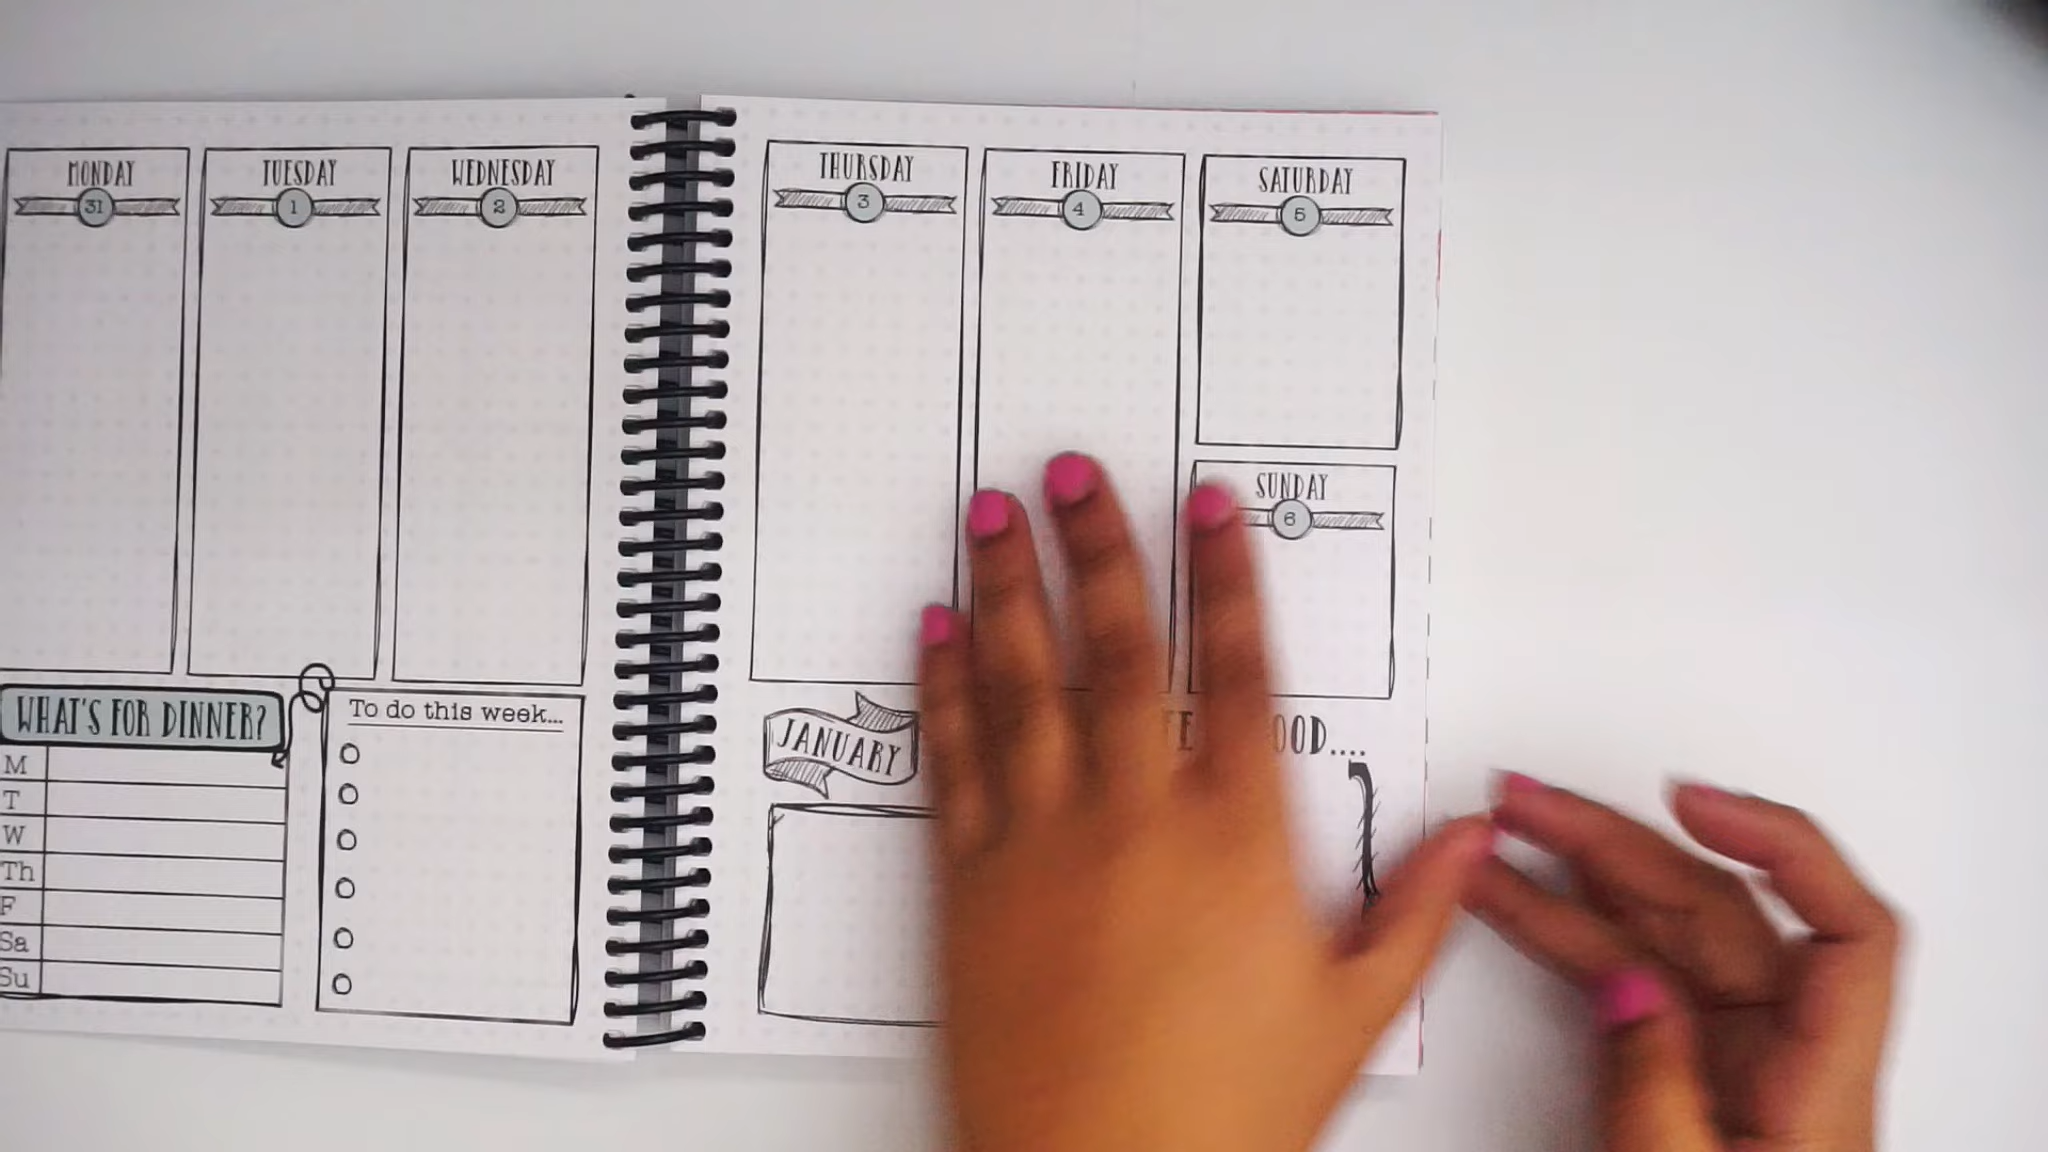 MONDAY
31
TUESDAY
1
WEDNESDAY
2
THURSDAY
3
FRIDAY
4
SATURDAY
5
SUNDAY
6
WHAT'S FOR DINNER?
M
T
W
Th
F
Sa
Su
To do this week...
JANUARY